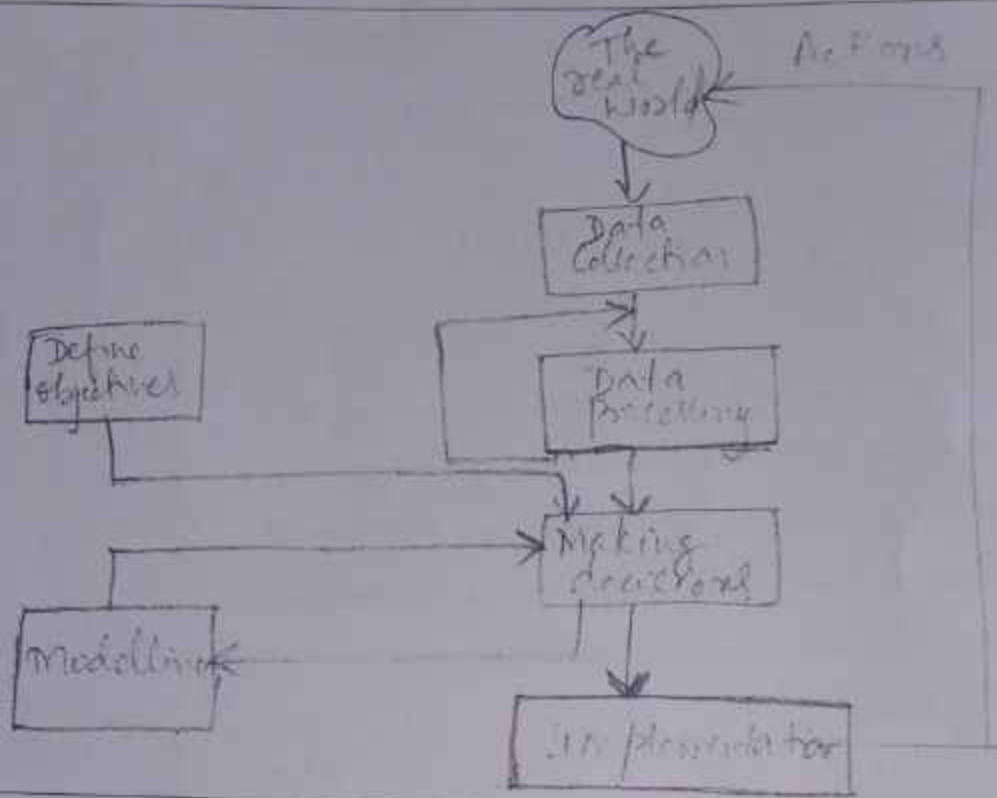 The
real
world
Actions
Data
Collection
Define
objectives
Data
Processing
Making
decisions
Modelling
Implementation